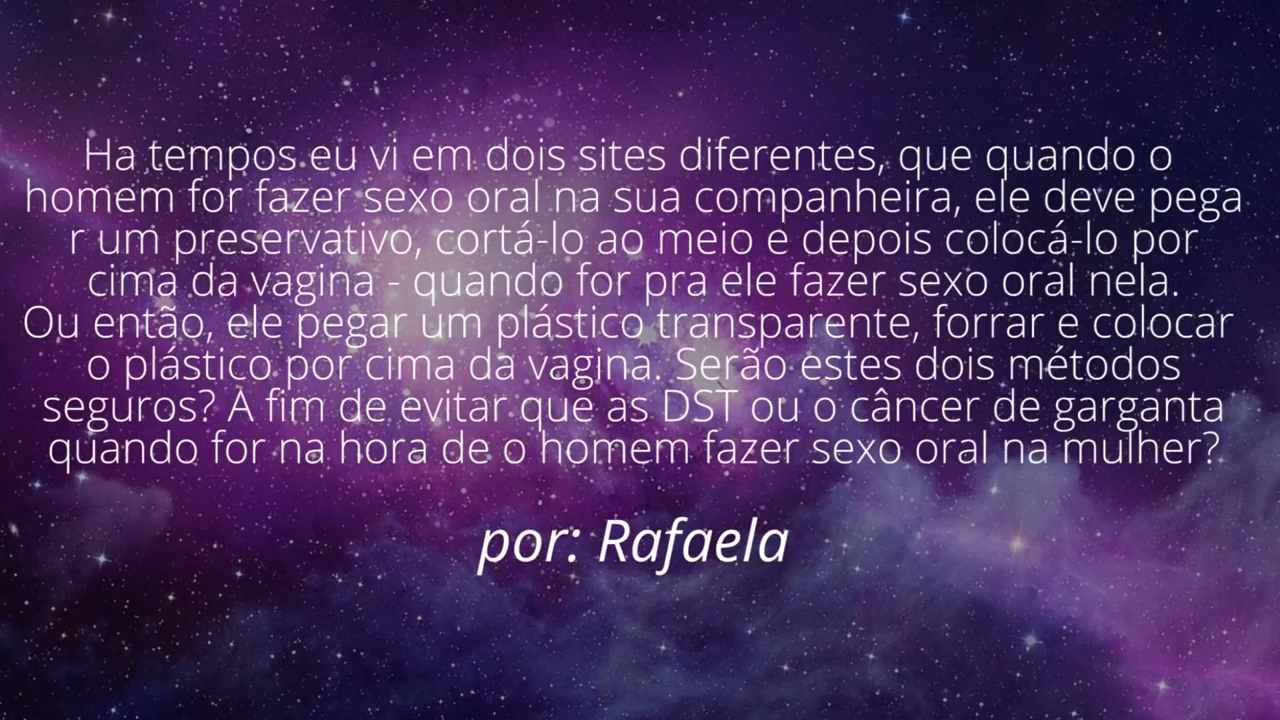 Ha tempos eu vi em dois sites diferentes, que quando o
homem for fazer sexo oral na sua companheira, ele deve pega
r um preservativo, cortá-lo ao meio e depois colocá-lo por
cima da vagina - quando for pra ele fazer sexo oral nela.
Ou então, ele pegar um plástico transparente, forrar e colocar
o plástico por cima da vagina. Serão estes dois métodos
seguros? A fim de evitar que as DST ou o câncer de garganta
quando for na hora de o homem fazer sexo oral na mulher?
por: Rafaela